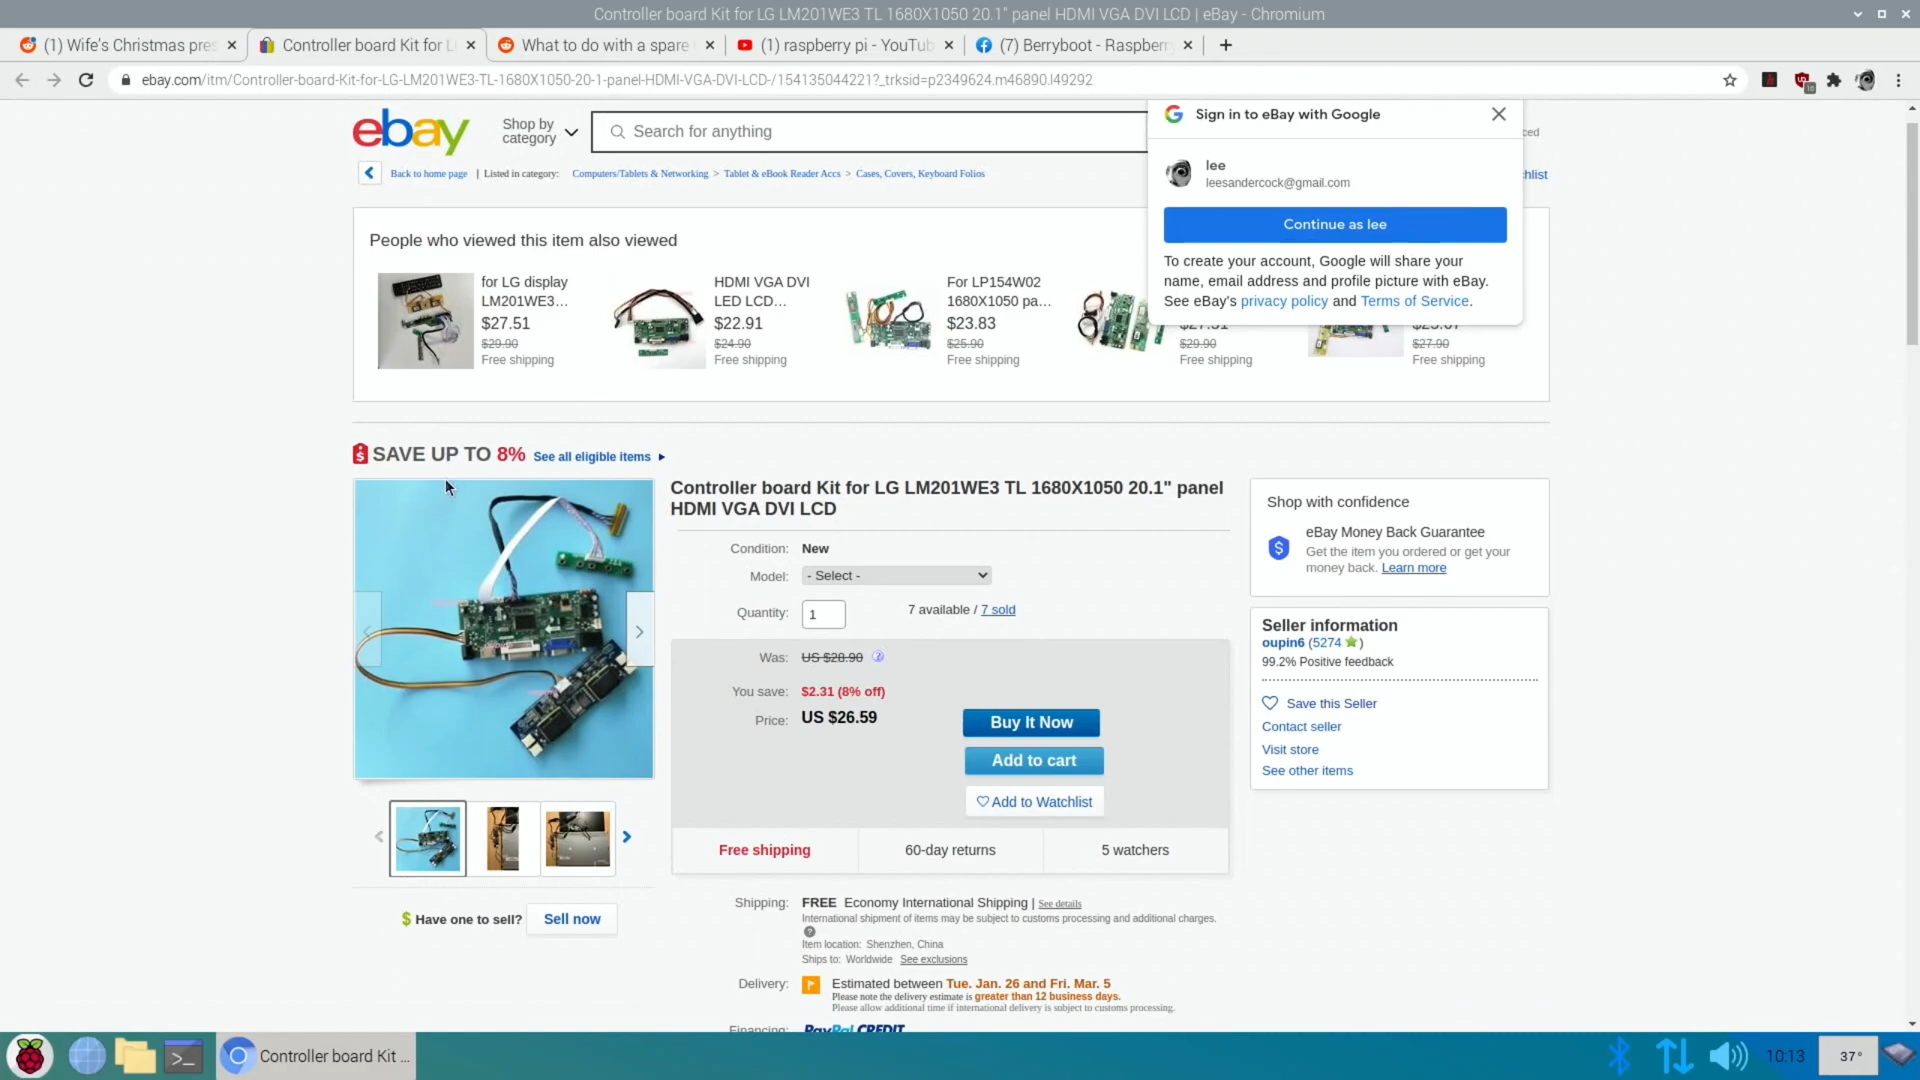 Controller board Kit for LG LM201WE3 TL 1680X1050 20.1" panel HDMI VGA DVI LCD | eBay - Chromium
(1) Wife's Christmas pres
Controller board Kit for L
What to do with a spare
(1) raspberry pi - YouTub
(7) Berryboot - Raspberr
ebay.com/itm/Controller-board-Kit-for-LG-LM201WE3-TL-1680X1050-20-1-panel-HDMI-VGA-DVI-LCD-/154135044221?_trksid=p2349624.m46890.l49292
16
ebay
Shop by category
Search for anything
Sign in to eBay with Google
lee
leesandercock@gmail.com
Continue as lee
To create your account, Google will share your
name, email address and profile picture with eBay.
See eBay's privacy policy and Terms of Service.
ced
hlist
Back to home page | Listed in category: Computers/Tablets & Networking > Tablet & eBook Reader Accs > Cases, Covers, Keyboard Folios
People who viewed this item also viewed
for LG display
LM201WE3...
$27.51
$29.90
Free shipping
HDMI VGA DVI
LED LCD...
$22.91
$24.90
Free shipping
For LP154W02
1680X1050 pa...
$23.83
$25.90
Free shipping
$29.90
Free shipping
$27.90
Free shipping
SAVE UP TO 8% See all eligible items
Controller board Kit for LG LM201WE3 TL 1680X1050 20.1" panel
HDMI VGA DVI LCD
Condition: New
Model: - Select -
Quantity: 1
7 available / 7 sold
Was: US $28.90
You save: $2.31 (8% off)
Price: US $26.59
Buy It Now
Add to cart
Add to Watchlist
Free shipping
60-day returns
5 watchers
Shipping: FREE Economy International Shipping | See details
International shipment of items may be subject to customs processing and additional charges.
Item location: Shenzhen, China
Ships to: Worldwide See exclusions
Delivery: Estimated between Tue. Jan. 26 and Fri. Mar. 5
Please note the delivery estimate is greater than 12 business days.
Please allow additional time if international delivery is subject to customs processing.
Financing: PayPal CREDIT
Have one to sell? Sell now
Shop with confidence
eBay Money Back Guarantee
Get the item you ordered or get your
money back. Learn more
Seller information
oupin6 (5274 )
99.2% Positive feedback
Save this Seller
Contact seller
Visit store
See other items
Controller board Kit ...
10:13
37°